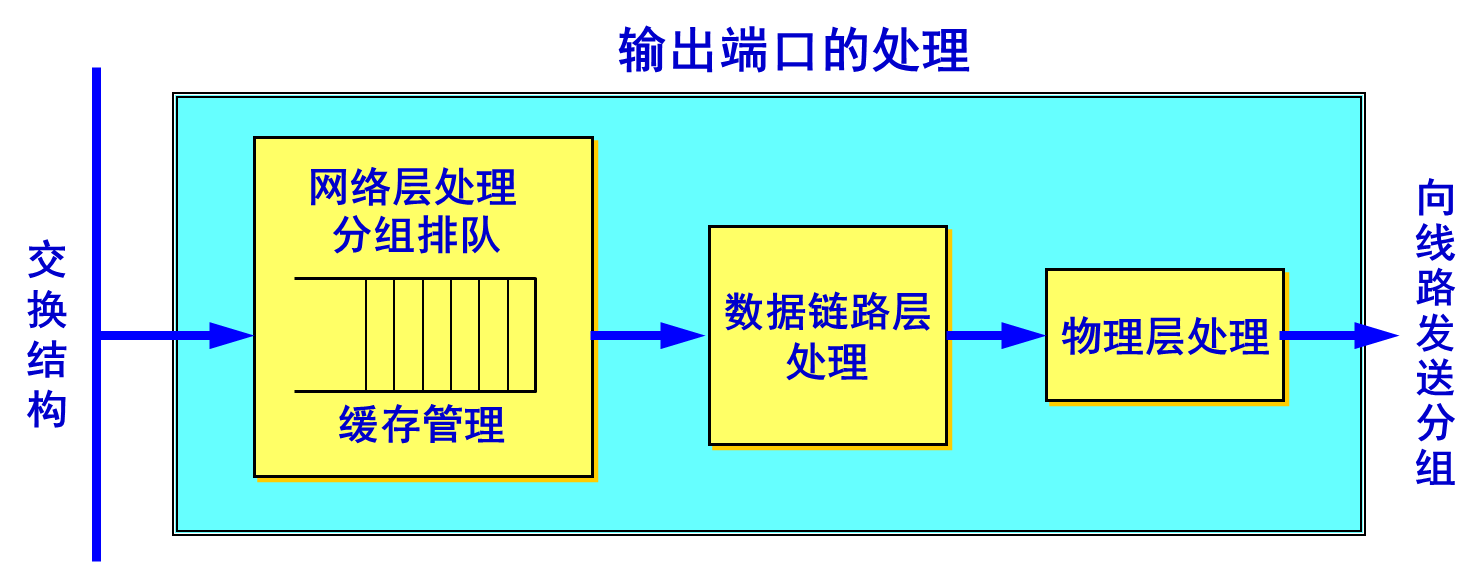 输出端口的处理
交换结构
网络层处理
分组排队
缓存管理
数据链路层
处理
物理层处理
向线路发送分组